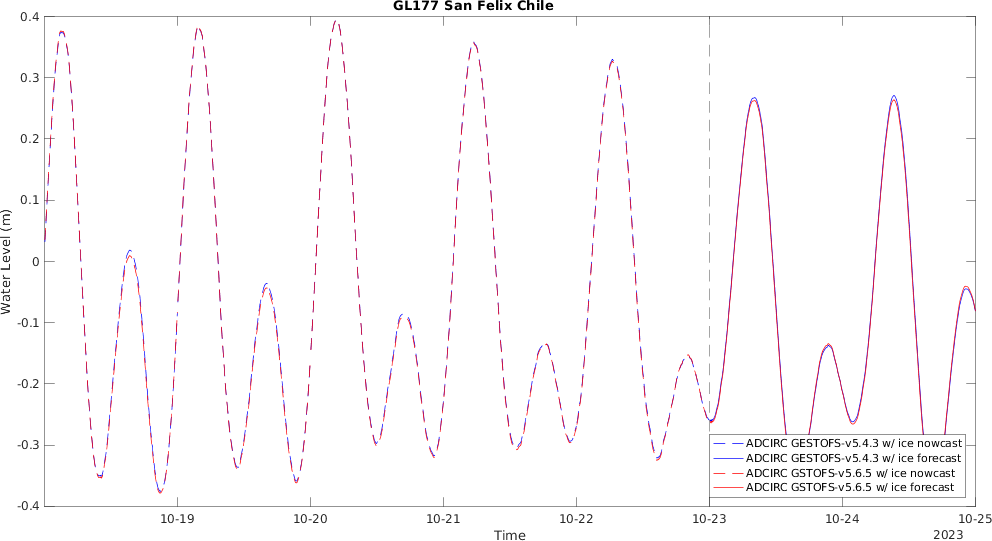 GL177 San Felix Chile
0.4
0.3
0.2
0.1
0
-0.1
-0.2
-0.3
-0.4
Water Level (m)
ADCIRC GESTOFS-v5.4.3 w/ ice nowcast
ADCIRC GESTOFS-v5.4.3 w/ ice forecast
ADCIRC GSTOFS-v5.6.5 w/ ice nowcast
ADCIRC GSTOFS-v5.6.5 w/ ice forecast
10-19 10-20 10-21 10-22 10-23 10-24 10-25
Time
2023